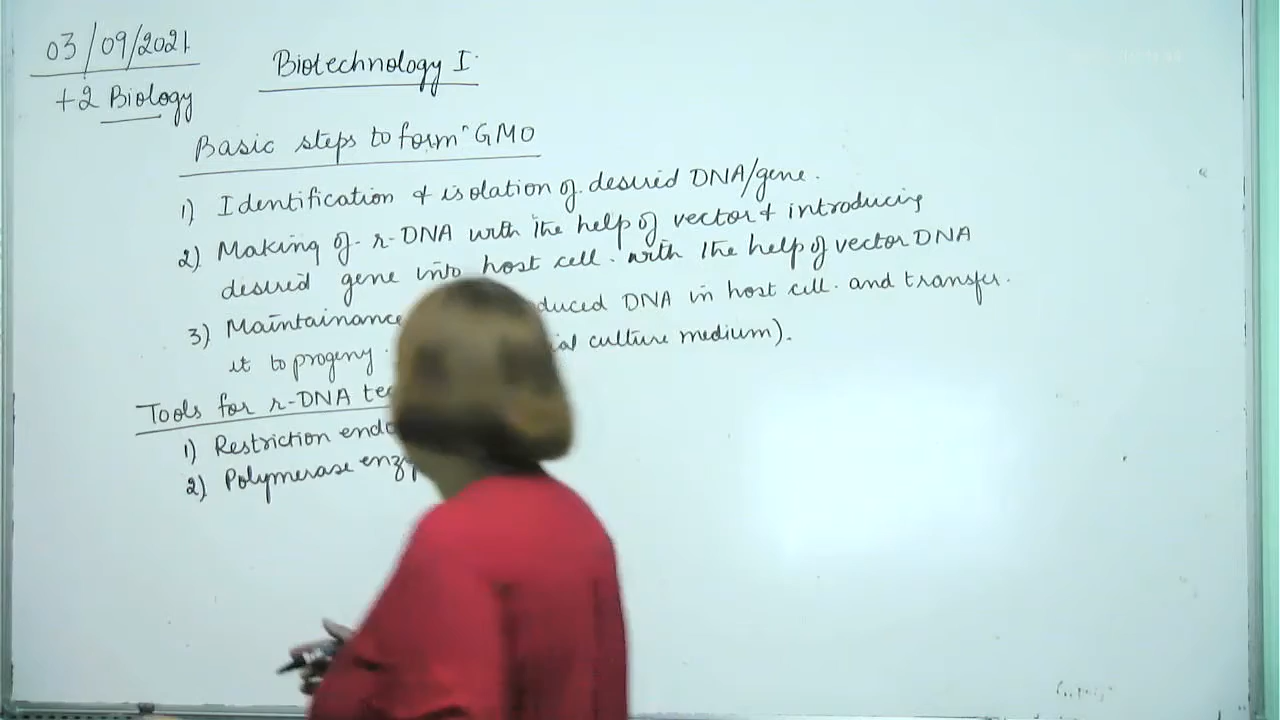 03/09/2021
+2 Biology
Biotechnology I
Basic steps to form GMO
1) Identification & isolation of desired DNA/gene.
2) Making of r-DNA with the help of vector & introducing
desired gene into host cell. with the help of vector DNA
3) Maintainance duced DNA in host cell. and transfer.
it to progeny culture medium).
Tools for r-DNA
1) Restriction
2) Polymerase